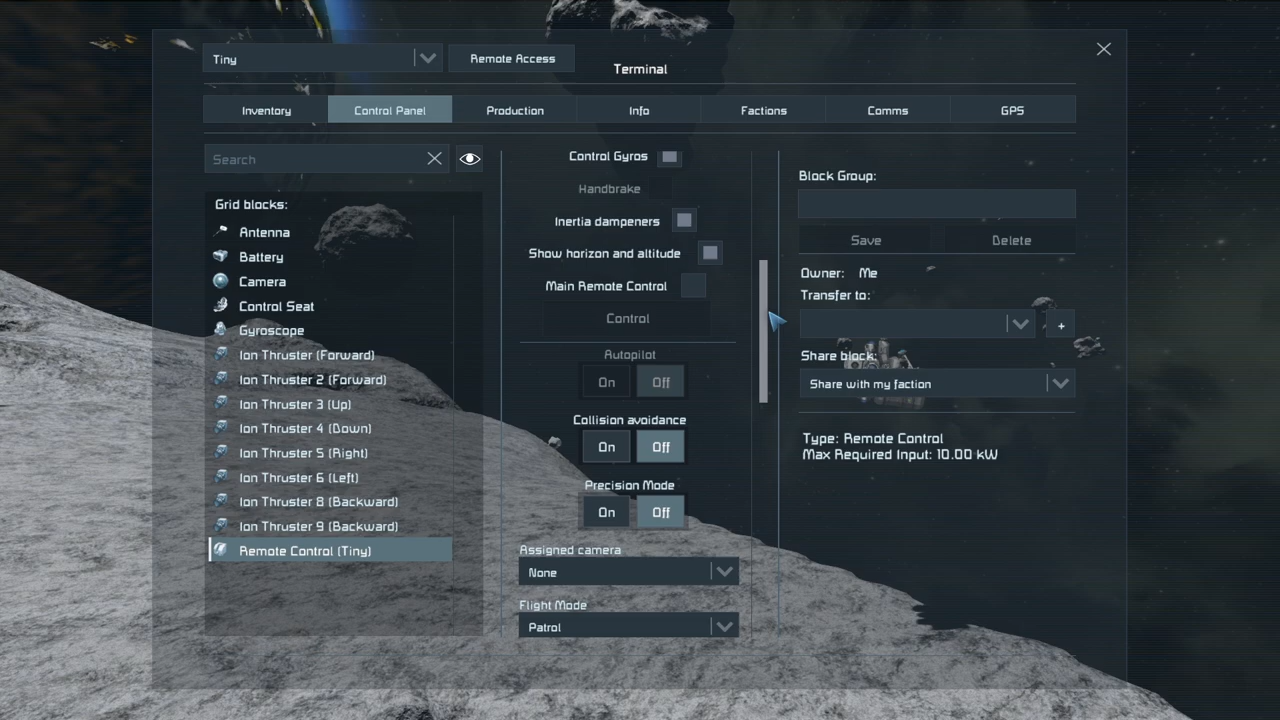 Tiny
Remote Access
Terminal
Inventory
Control Panel
Production
Info
Factions
Comms
GPS
Search
Grid blocks:
Antenna
Battery
Camera
Control Seat
Gyroscope
Ion Thruster (Forward)
Ion Thruster 2 (Forward)
Ion Thruster 3 (Up)
Ion Thruster 4 (Down)
Ion Thruster 5 (Right)
Ion Thruster 6 (Left)
Ion Thruster 8 (Backward)
Ion Thruster 9 (Backward)
Remote Control (Tiny)
Control Gyros
Handbrake
Inertia dampeners
Show horizon and altitude
Main Remote Control
Control
Autopilot
On Off
Collision avoidance
On Off
Precision Mode
On Off
Assigned camera
None
Flight Mode
Patrol
Block Group:
Save Delete
Owner: Me
Transfer to:
+
Share block:
Share with my faction
Type: Remote Control
Max Required Input: 10.00 kW